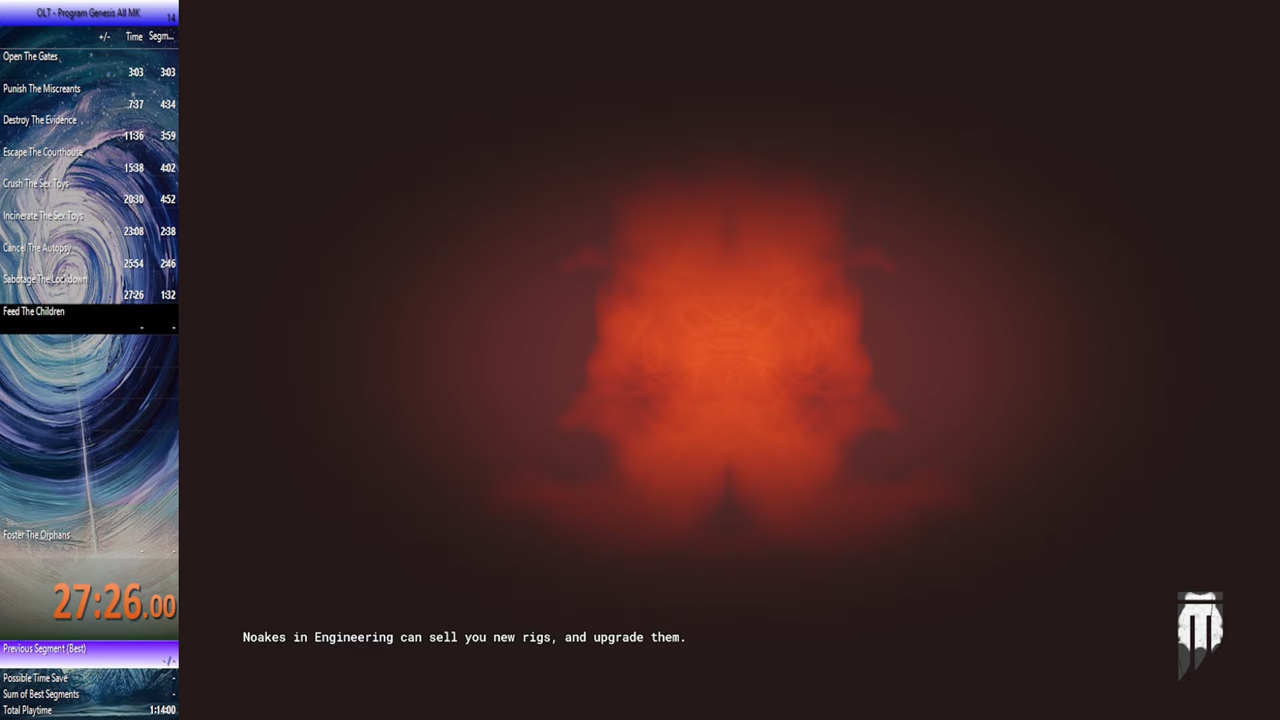 OLT - Program Genesis All MK
14
+/- Time Segm...
Open The Gates
3:03 3:03
Punish The Miscreants
7:37 4:34
Destroy The Evidence
11:36 3:59
Escape The Courthouse
15:38 4:02
Crush The Sex Toys
20:30 4:52
Incinerate The Sex Toys
23:08 2:38
Cancel The Autopsy
25:54 2:46
Sabotage The Lockdown
27:26 1:32
Feed The Children
- -
Foster The Orphans
- -
27:26.00
Previous Segment (Best)
- / -
Possible Time Save -
Sum of Best Segments -
Total Playtime 1:14:00
Noakes in Engineering can sell you new rigs, and upgrade them.